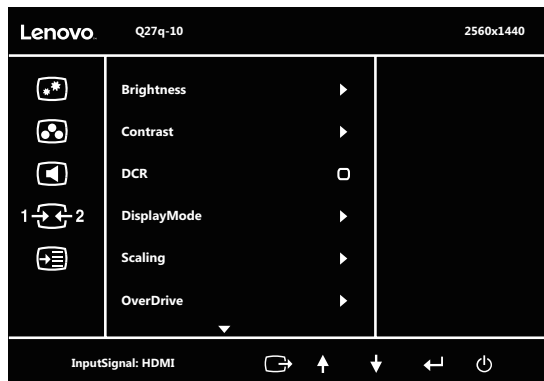 Lenovo. Q27q-10 2560x1440
Brightness
Contrast
DCR
1 2
DisplayMode
Scaling
OverDrive
InputSignal: HDMI